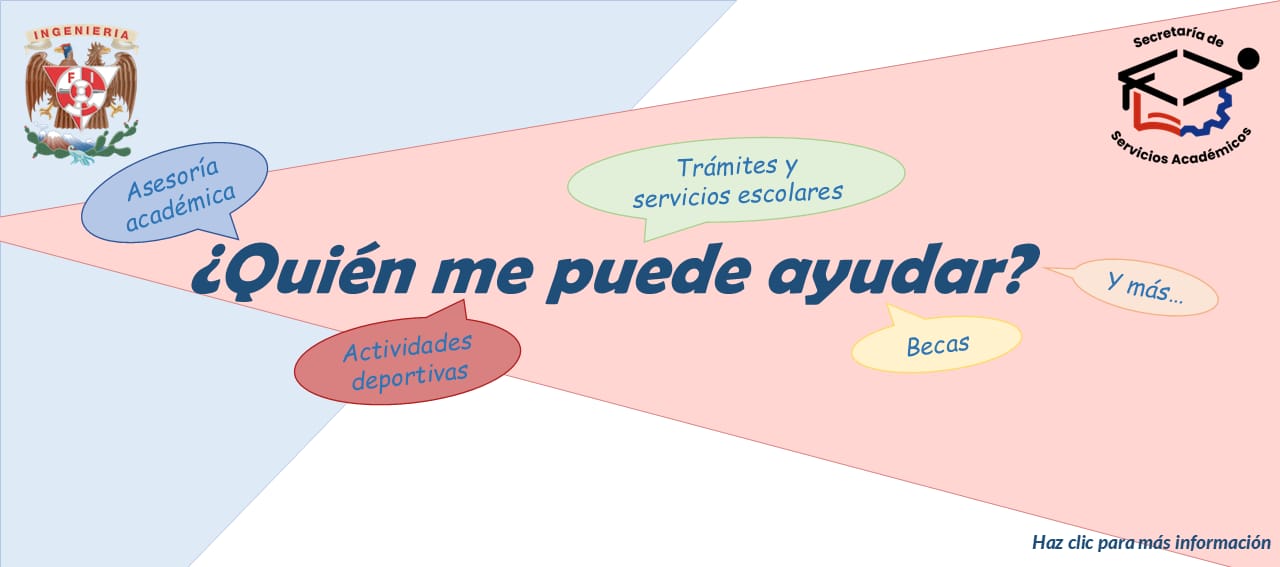 INGENIERIA
F I
Secretaría de
Servicios Académicos
Asesoría
académica
Trámites y
servicios escolares
¿Quién me puede ayudar?
Y más...
Actividades
deportivas
Becas
Haz clic para más información